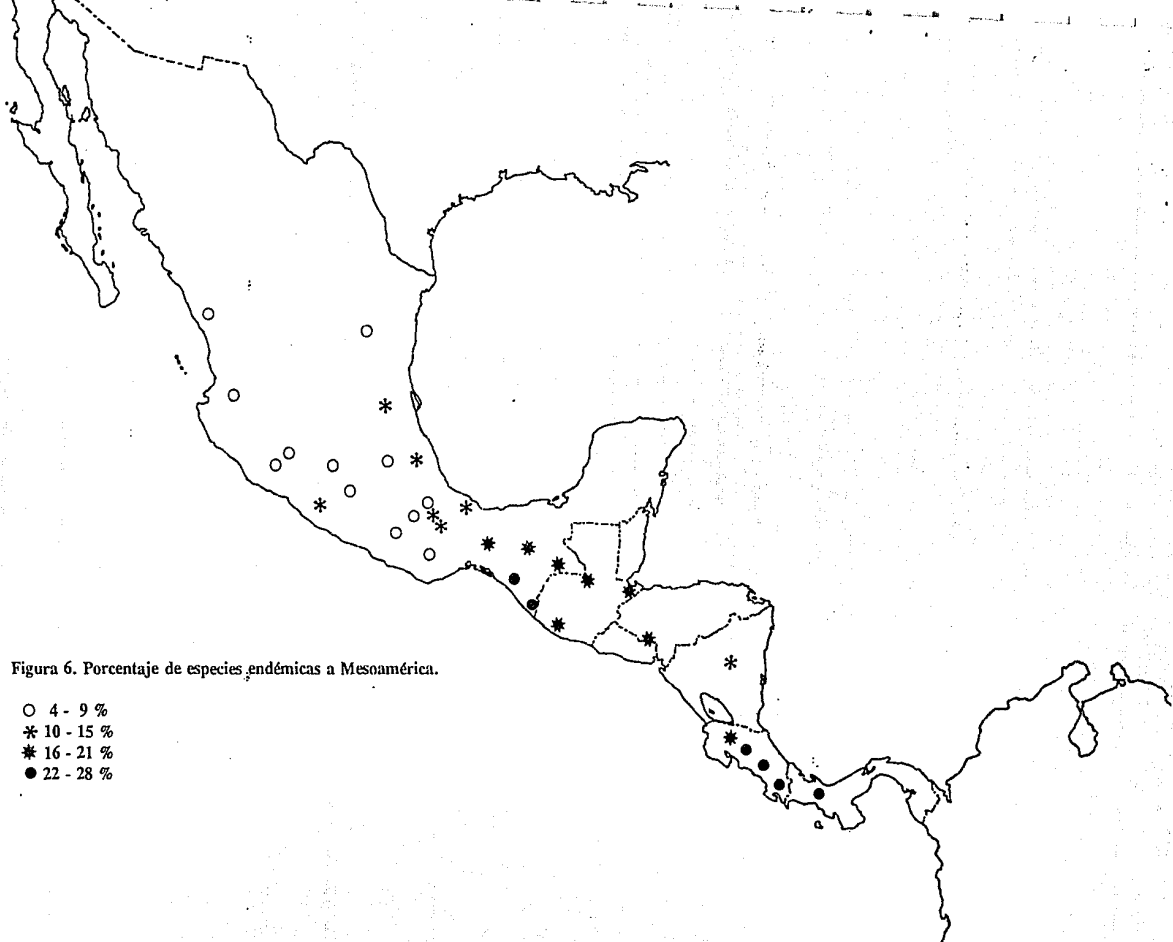 Figura 6. Porcentaje de especies endémicas a Mesoamérica.
4 - 9 %
10 - 15 %
16 - 21 %
22 - 28 %